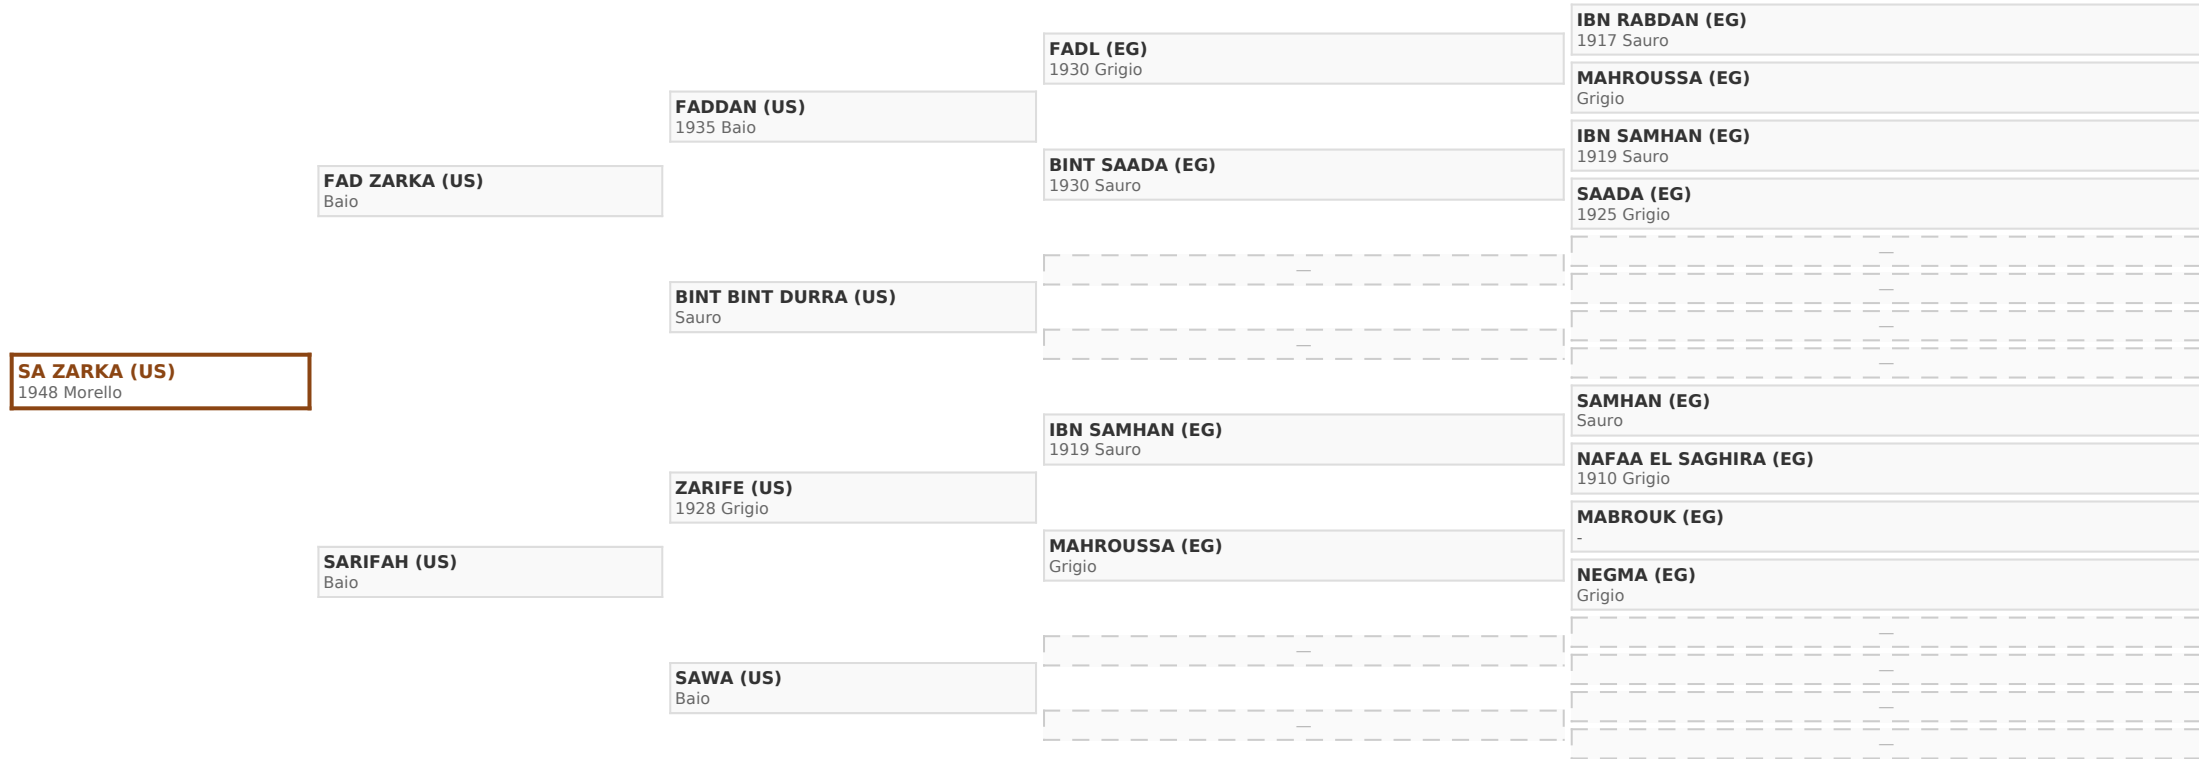 SA ZARKA (US)
1948 Morello
FAD ZARKA (US)
Baio
SARIFAH (US)
Baio
FADDAN (US)
1935 Baio
BINT BINT DURRA (US)
Sauro
ZARIFE (US)
1928 Grigio
SAWA (US)
Baio
FADL (EG)
1930 Grigio
BINT SAADA (EG)
1930 Sauro
—
—
IBN SAMHAN (EG)
1919 Sauro
MAHROUSSA (EG)
Grigio
—
—
IBN RABDAN (EG)
1917 Sauro
MAHROUSSA (EG)
Grigio
IBN SAMHAN (EG)
1919 Sauro
SAADA (EG)
1925 Grigio
—
—
—
—
SAMHAN (EG)
Sauro
NAFAA EL SAGHIRA (EG)
1910 Grigio
MABROUK (EG)
-
NEGMA (EG)
Grigio
—
—
—
—